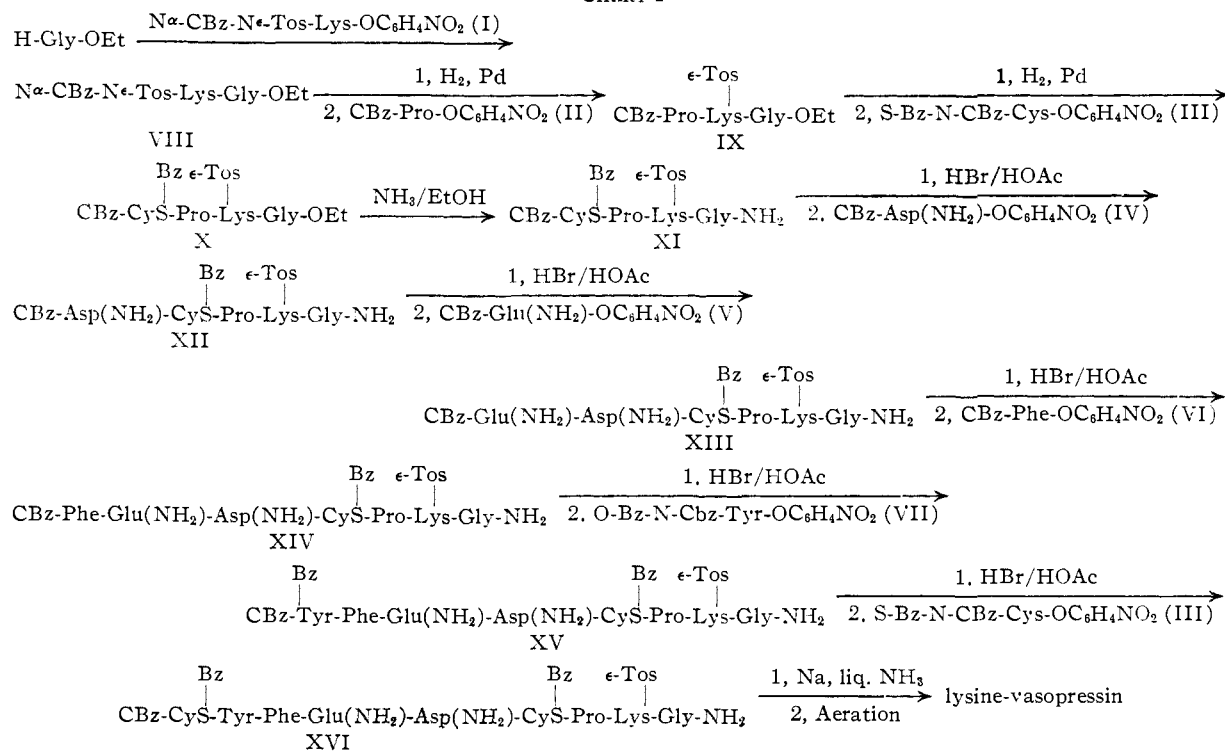 Nα-CBz-Nε-Tos-Lys-OC₆H₄NO₂ (I)
H-Gly-OEt
ε-Tos
1, H₂, Pd
1, H₂, Pd
Nα-CBz-Nε-Tos-Lys-Gly-OEt
2, CBz-Pro-OC₆H₄NO₂ (II)
CBz-Pro-Lys-Gly-OEt
2, S-Bz-N-CBz-Cys-OC₆H₄NO₂ (III)
VIII
IX
Bz ε-Tos
Bz ε-Tos
NH₃/EtOH
1, HBr/HOAc
CBz-CyS-Pro-Lys-Gly-OEt
CBz-CyS-Pro-Lys-Gly-NH₂
2. CBz-Asp(NH₂)-OC₆H₄NO₂ (IV)
X
XI
Bz ε-Tos
1, HBr/HOAc
CBz-Asp(NH₂)-CyS-Pro-Lys-Gly-NH₂
2, CBz-Glu(NH₂)-OC₆H₄NO₂ (V)
XII
Bz ε-Tos
1, HBr/HOAc
CBz-Glu(NH₂)-Asp(NH₂)-CyS-Pro-Lys-Gly-NH₂
2, CBz-Phe-OC₆H₄NO₂ (VI)
XIII
Bz ε-Tos
1, HBr/HOAc
CBz-Phe-Glu(NH₂)-Asp(NH₂)-CyS-Pro-Lys-Gly-NH₂
2. O-Bz-N-Cbz-Tyr-OC₆H₄NO₂ (VII)
XIV
Bz
Bz ε-Tos
1. HBr/HOAc
CBz-Tyr-Phe-Glu(NH₂)-Asp(NH₂)-CyS-Pro-Lys-Gly-NH₂
2. S-Bz-N-CBz-Cys-OC₆H₄NO₂ (III)
XV
Bz
Bz ε-Tos
1, Na, liq. NH₃
CBz-CyS-Tyr-Phe-Glu(NH₂)-Asp(NH₂)-CyS-Pro-Lys-Gly-NH₂
2, Aeration
lysine-vasopressin
XVI